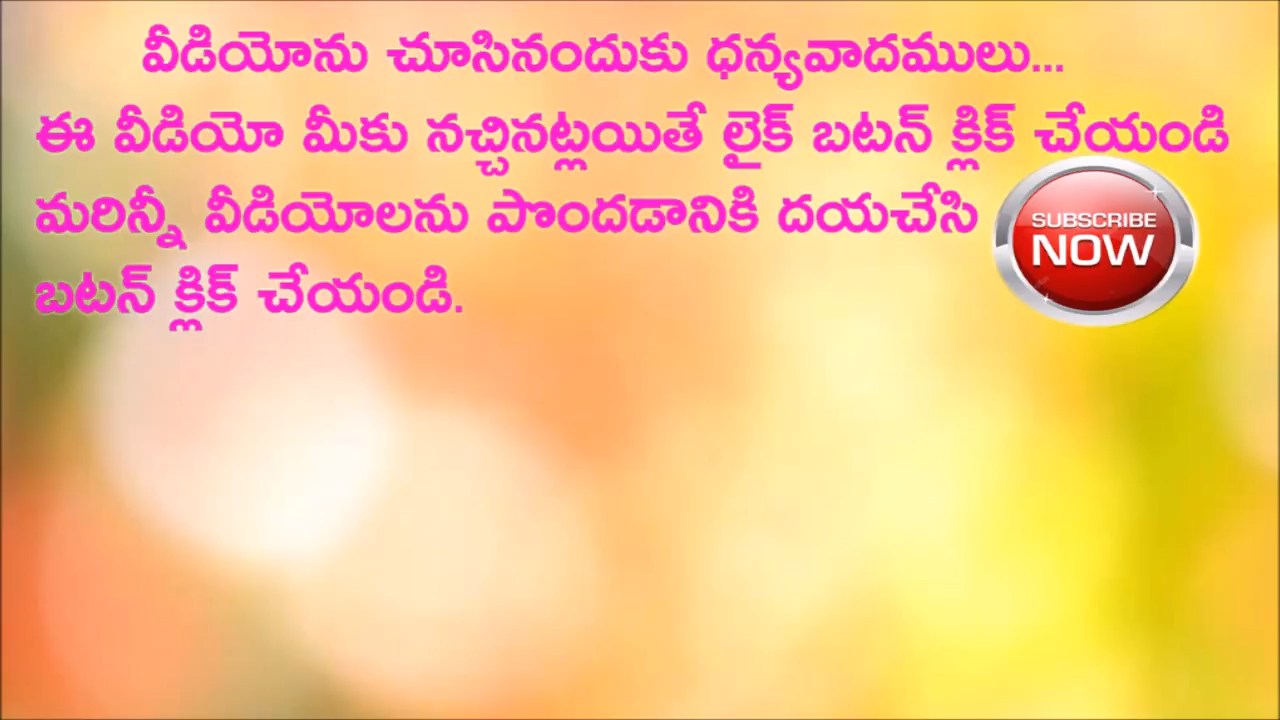 వీడియోను చూసినందుకు ధన్యవాదములు...
ఈ వీడియో మీకు నచ్చినట్లయితే లైక్ బటన్ క్లిక్ చేయండి
మరిన్నీ వీడియోలను పొందడానికి దయచేసి
SUBSCRIBE
NOW
బటన్ క్లిక్ చేయండి.